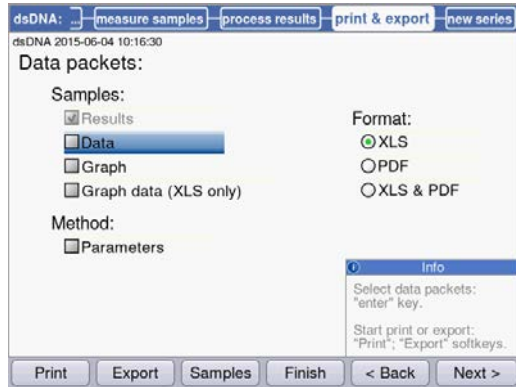 dsDNA: ... measure samples process results print & export new series
dsDNA 2015-06-04 10:16:30
Data packets:
Samples:
Results
Data
Graph
Graph data (XLS only)
Method:
Parameters
Format:
XLS
PDF
XLS & PDF
Info
Select data packets:
"enter" key.
Start print or export:
"Print"; "Export" softkeys.
Print Export Samples Finish < Back Next >